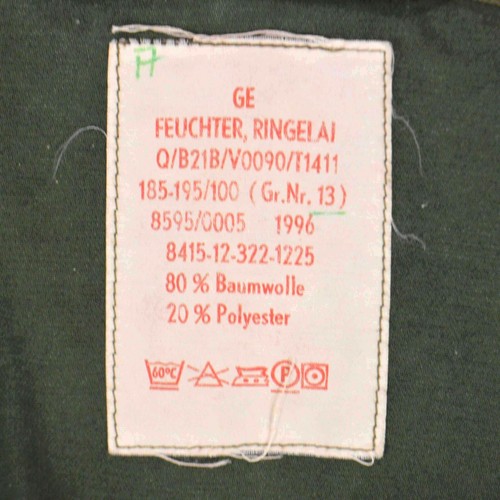 H
GE
FEUCHTER, RINGELAI
Q/B21B/V0090/T1411
185-195/100 (Gr.Nr. 13)
8595/0005 1996
8415-12-322-1225
80 % Baumwolle
20 % Polyester
60°C F